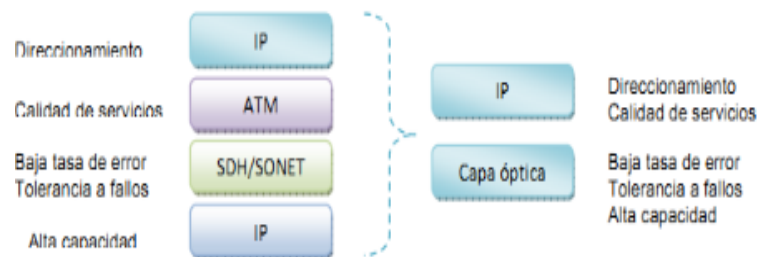 Direccionamiento
IP
Calidad de servicios
ATM
Baja tasa de error
Tolerancia a fallos
SDH/SONET
Alta capacidad
IP
IP
Direccionamiento
Calidad de servicios
Capa óptica
Baja tasa de error
Tolerancia a fallos
Alta capacidad